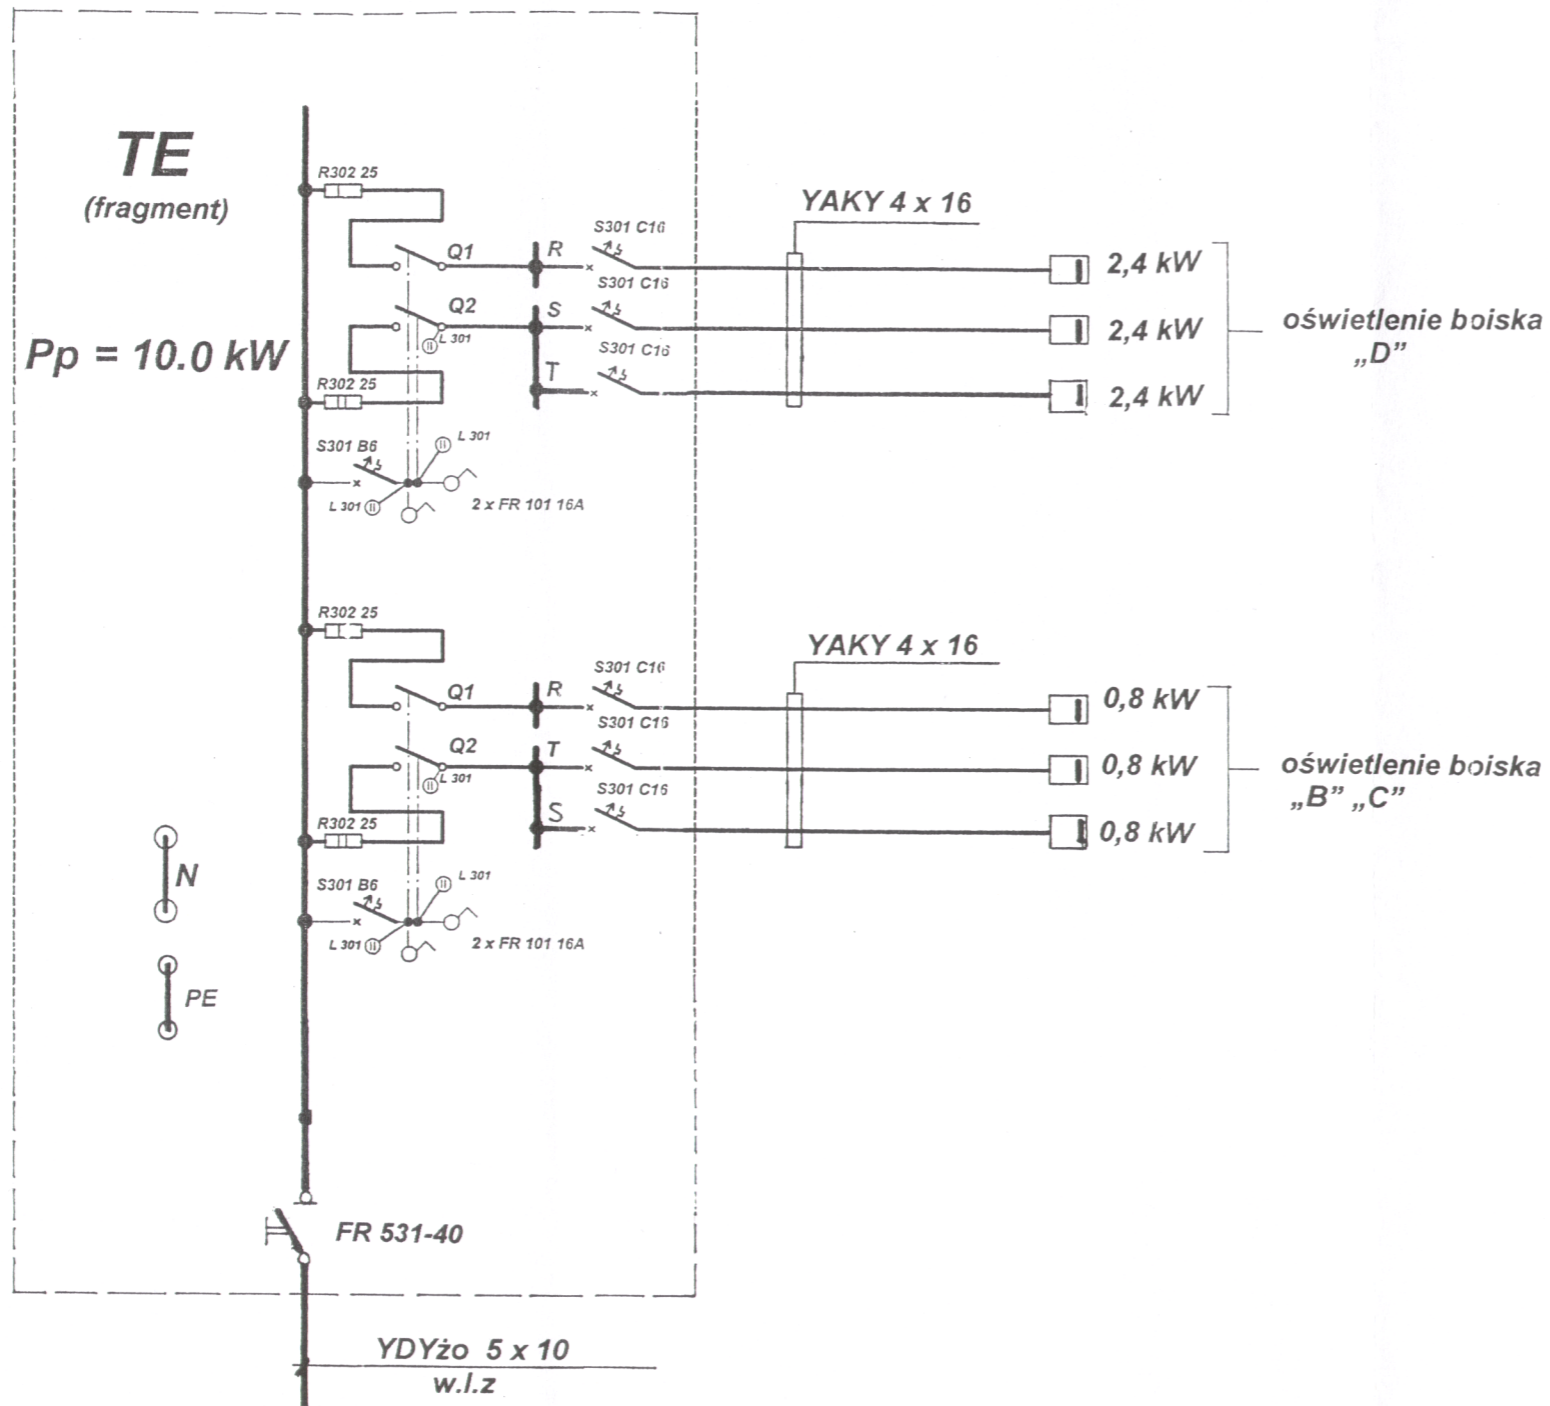 TE
(fragment)
Pp = 10.0 kW
R302 25
Q1
R
S301 C16
YAKY 4 x 16
2,4 kW
Q2
L 301
S
S301 C16
2,4 kW
oświetlenie boiska
„D”
R302 25
T
S301 C16
2,4 kW
S301 B6
L 301
L 301
2 x FR 101 16A
R302 25
Q1
R
S301 C16
YAKY 4 x 16
0,8 kW
Q2
L 301
T
S301 C16
0,8 kW
oświetlenie boiska
„B” „C”
R302 25
S
S301 C16
0,8 kW
S301 B6
L 301
L 301
2 x FR 101 16A
N
PE
FR 531-40
YDYżo 5 x 10
w.l.z